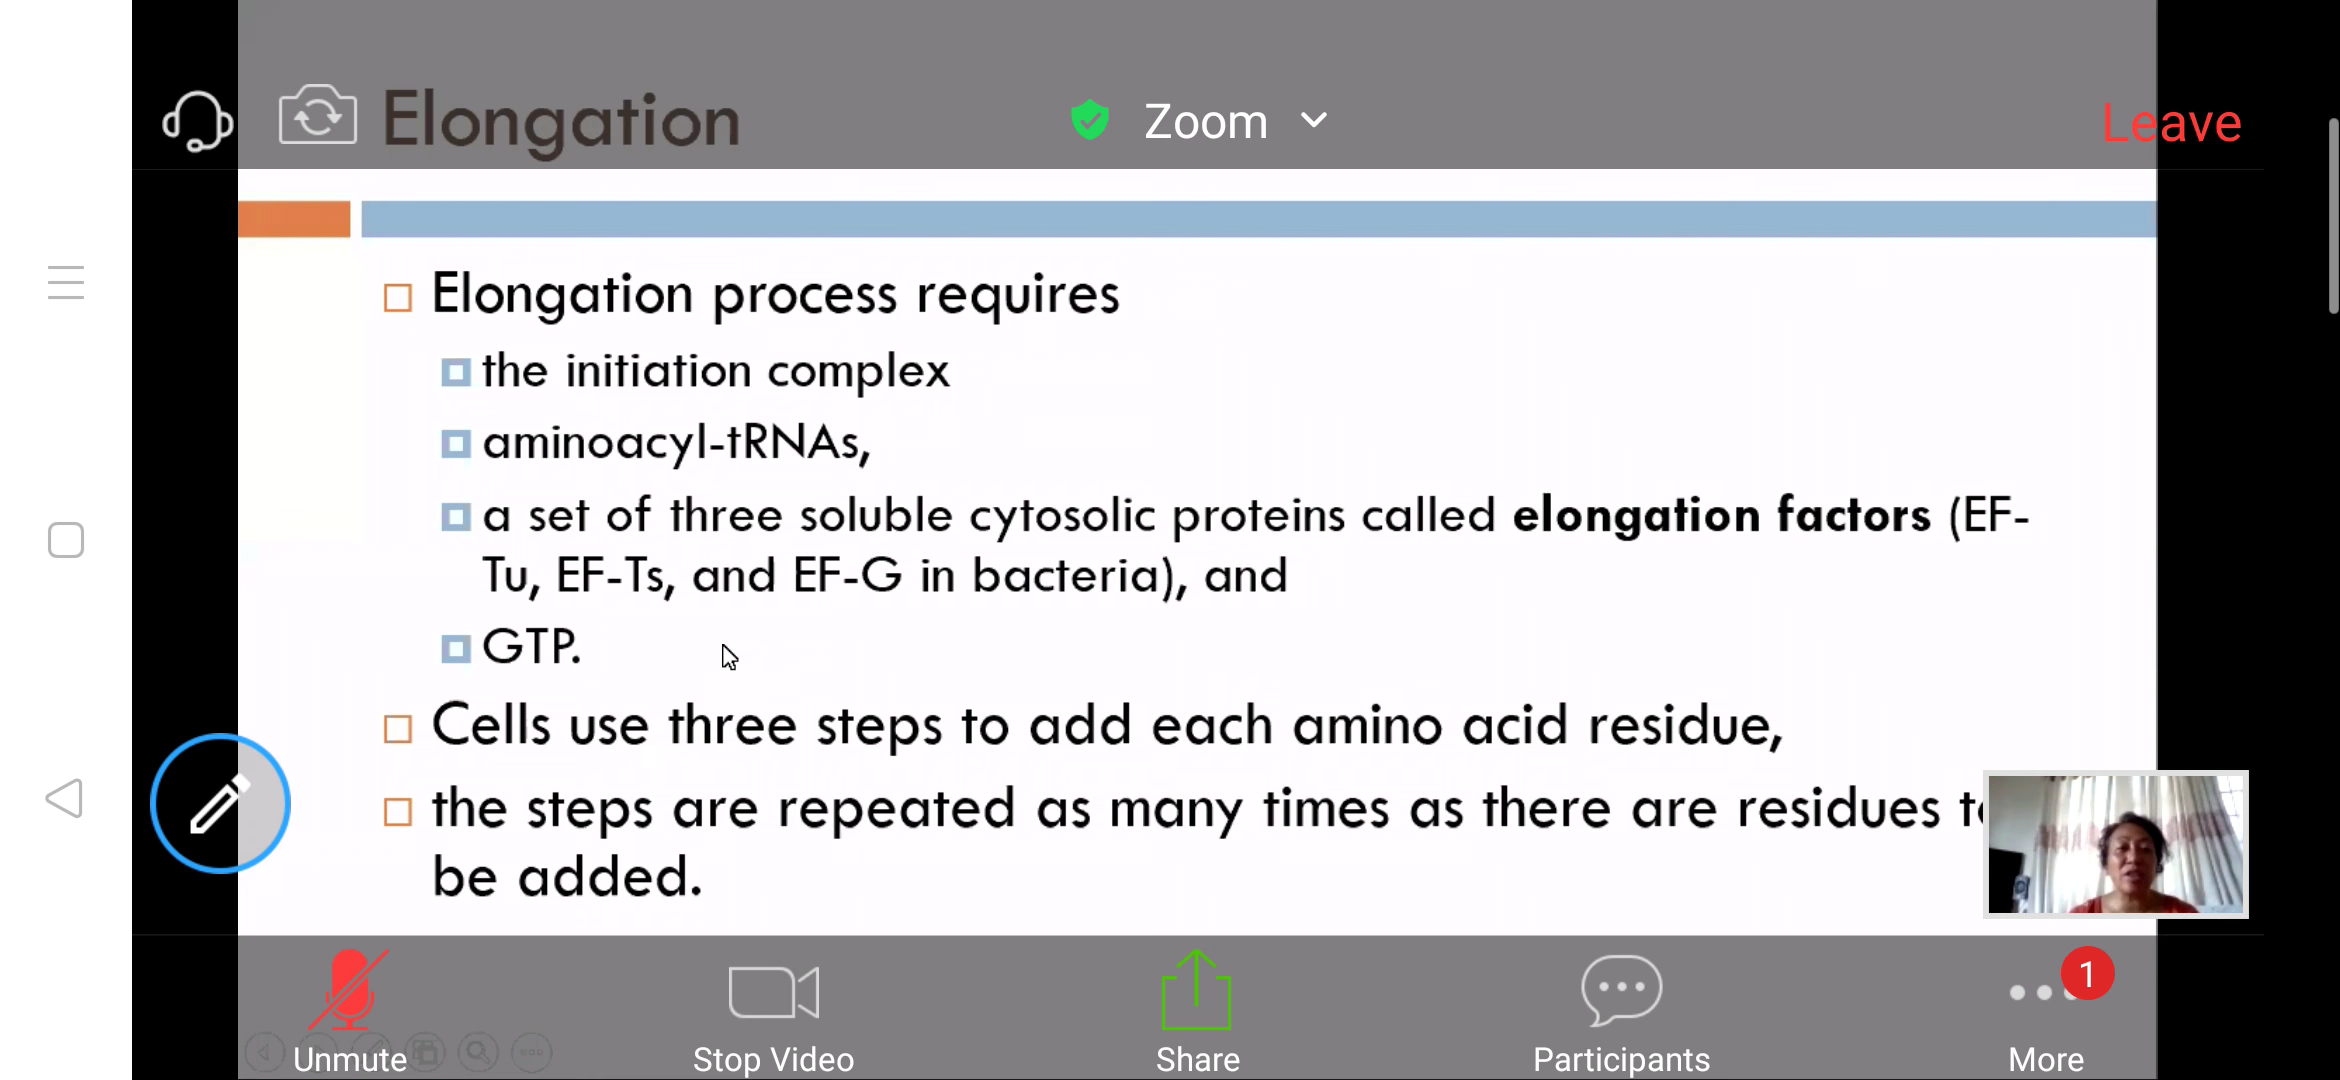 Elongation
Zoom
Leave
Elongation process requires
the initiation complex
aminoacyl-tRNAs,
a set of three soluble cytosolic proteins called elongation factors (EF-
Tu, EF-Ts, and EF-G in bacteria), and
GTP.
Cells use three steps to add each amino acid residue,
the steps are repeated as many times as there are residues
be added.
1
Unmute
Stop Video
Share
Participants
More